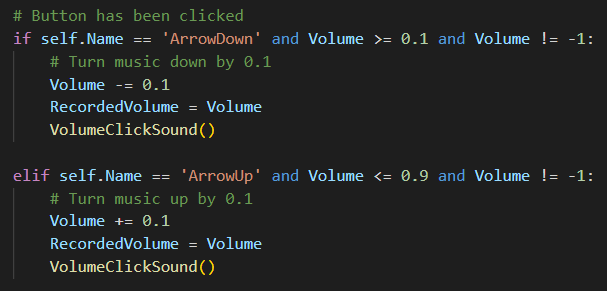 # Button has been clicked
if self.Name == 'ArrowDown' and Volume >= 0.1 and Volume != -1:
# Turn music down by 0.1
Volume -= 0.1
RecordedVolume = Volume
VolumeClickSound()
elif self.Name == 'ArrowUp' and Volume <= 0.9 and Volume != -1:
# Turn music up by 0.1
Volume += 0.1
RecordedVolume = Volume
VolumeClickSound()